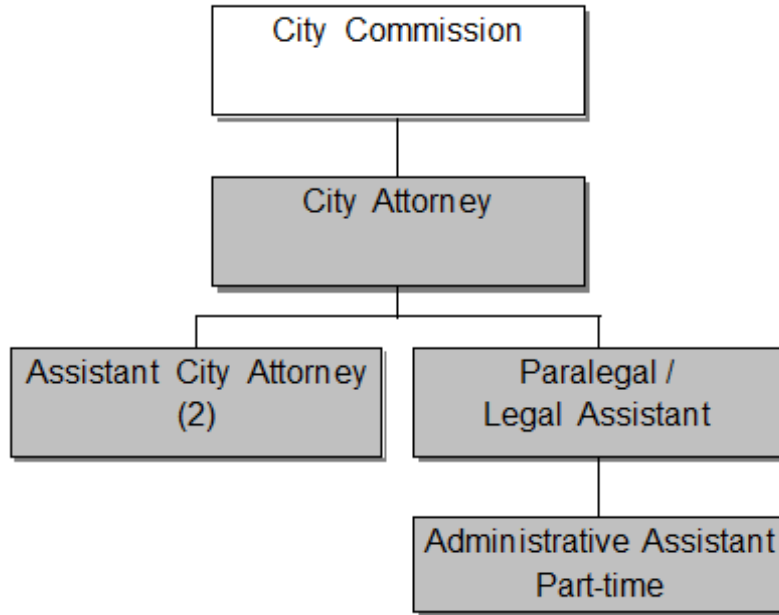 City Commission
City Attorney
Assistant City Attorney
(2)
Paralegal /
Legal Assistant
Administrative Assistant
Part-time